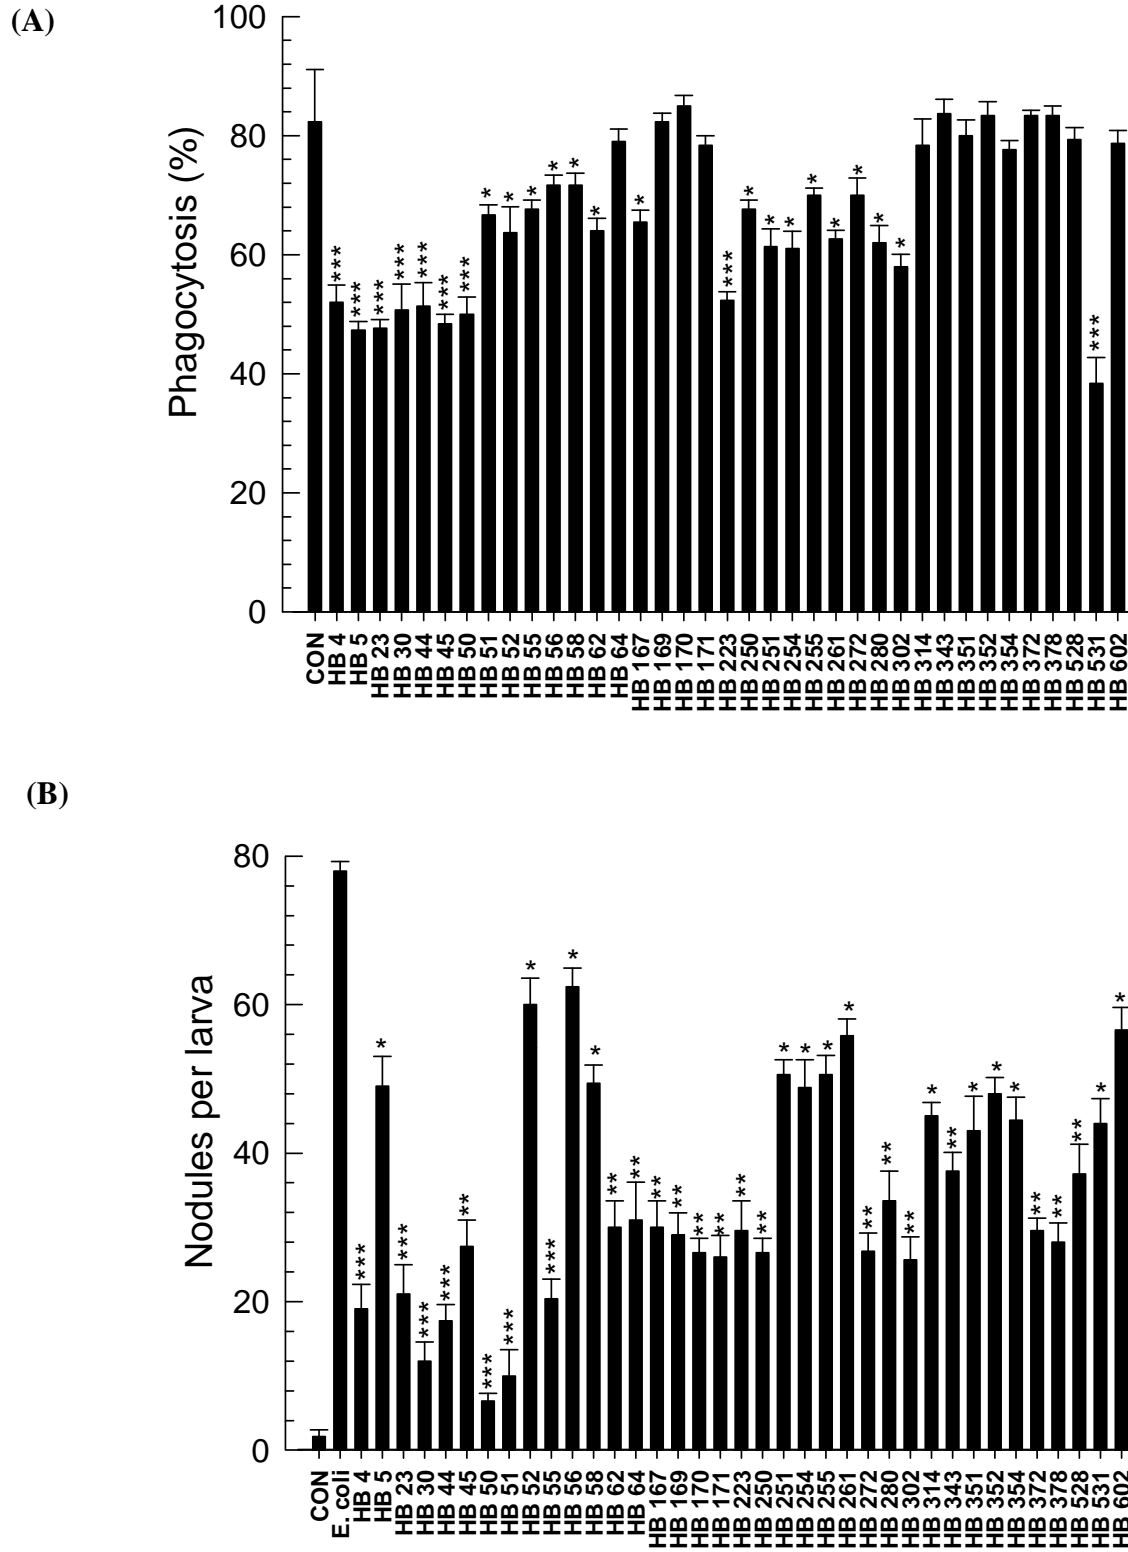 (A)
Phagocytosis (%)
100
80
60
40
20
0
*** *** *** *** *** *** *** * * * * * * * *** * * * * * * * * ***
CON
HB 4
HB 5
HB 23
HB 30
HB 44
HB 45
HB 50
HB 51
HB 52
HB 55
HB 56
HB 58
HB 62
HB 64
HB 167
HB 169
HB 170
HB 171
HB 223
HB 250
HB 251
HB 254
HB 255
HB 261
HB 272
HB 280
HB 302
HB 314
HB 343
HB 351
HB 352
HB 354
HB 372
HB 378
HB 528
HB 531
HB 602
(B)
Nodules per larva
80
60
40
20
0
*** * *** *** *** ** *** *** * *** * * ** ** ** ** ** ** ** ** * * * * ** ** ** * ** * * * ** ** ** * *
CON
E. coli
HB 4
HB 5
HB 23
HB 30
HB 44
HB 45
HB 50
HB 51
HB 52
HB 55
HB 56
HB 58
HB 62
HB 64
HB 167
HB 169
HB 170
HB 171
HB 223
HB 250
HB 251
HB 254
HB 255
HB 261
HB 272
HB 280
HB 302
HB 314
HB 343
HB 351
HB 352
HB 354
HB 372
HB 378
HB 528
HB 531
HB 602